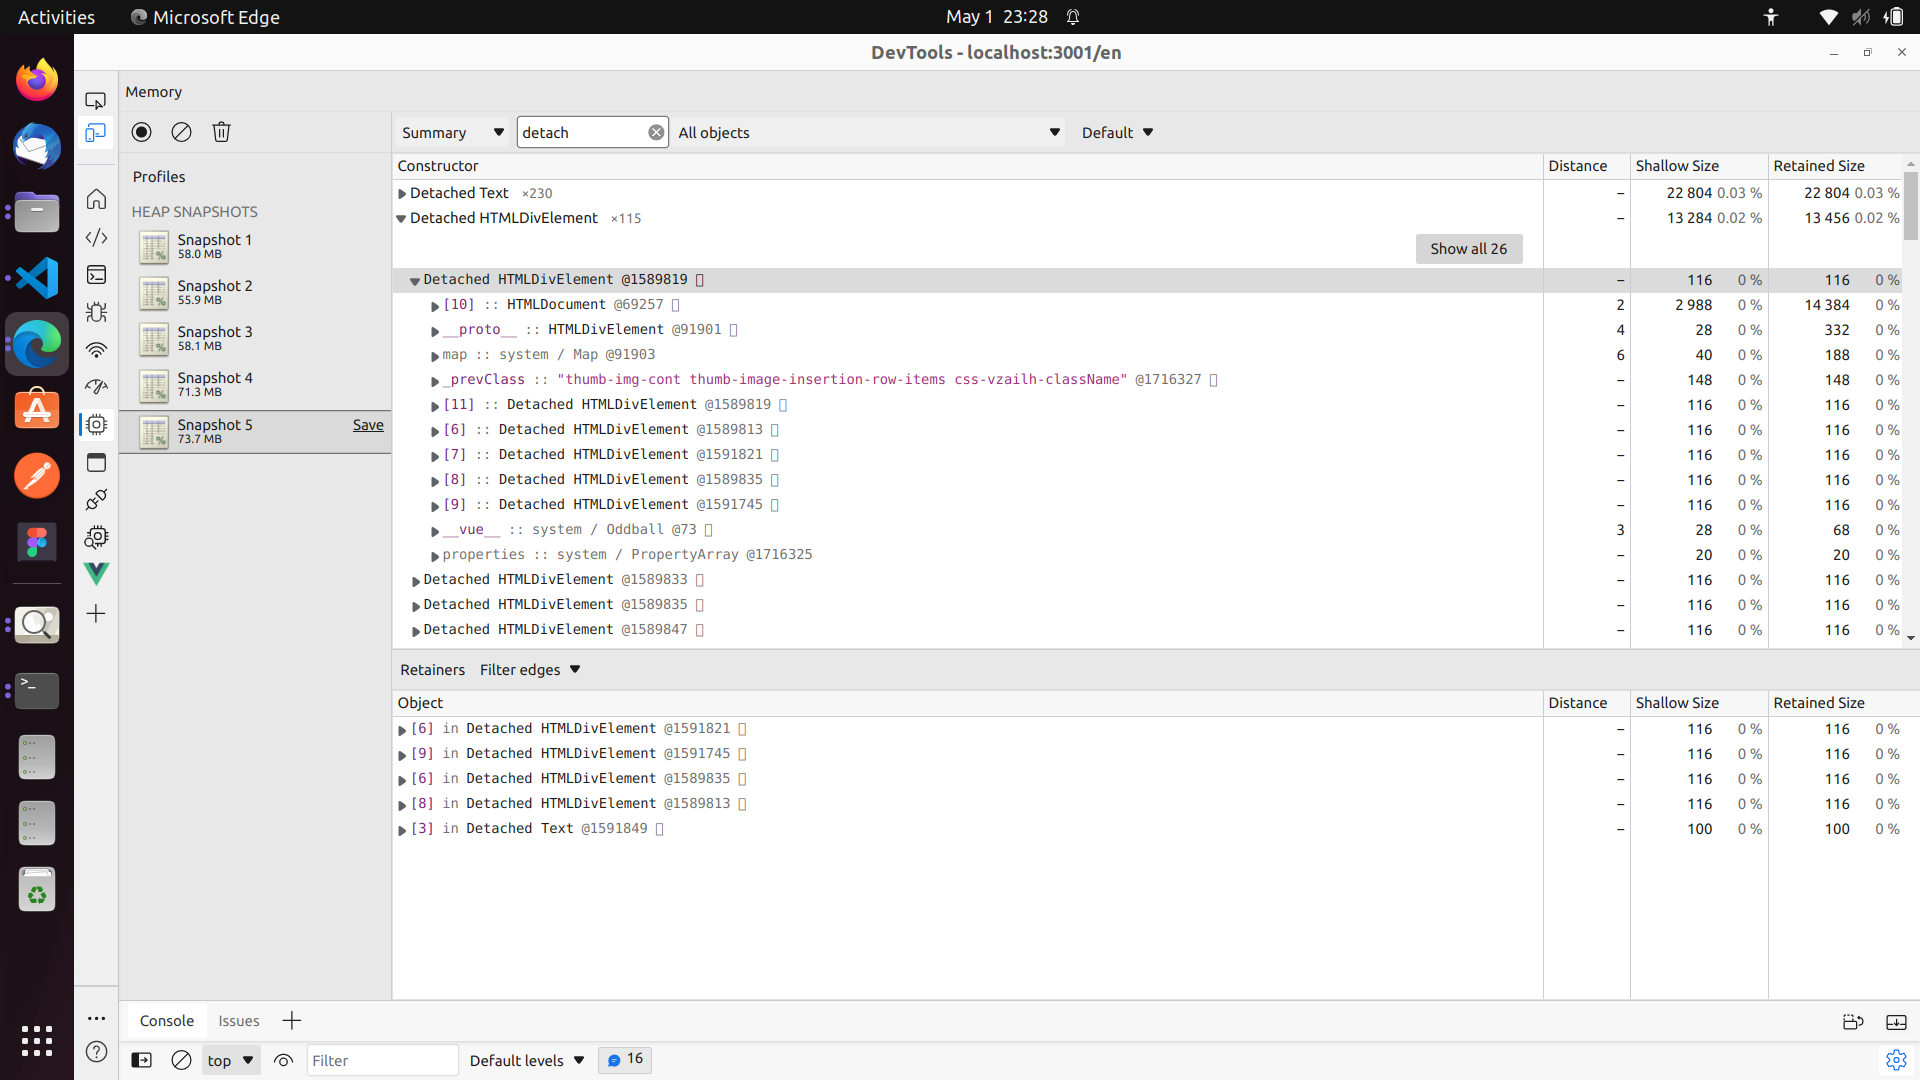 Activities Microsoft Edge May 1 23:28
DevTools - localhost:3001/en
Memory
Summary detach All objects Default
Profiles
HEAP SNAPSHOTS
Snapshot 1
58.0 MB
Snapshot 2
55.9 MB
Snapshot 3
58.1 MB
Snapshot 4
71.3 MB
Snapshot 5 Save
73.7 MB
Constructor Distance Shallow Size Retained Size
Detached Text ×230 – 22 804 0.03 % 22 804 0.03 %
Detached HTMLDivElement ×115 – 13 284 0.02 % 13 456 0.02 %
Show all 26
Detached HTMLDivElement @1589819 – 116 0 % 116 0 %
[10] :: HTMLDocument @69257 2 2 988 0 % 14 384 0 %
__proto__ :: HTMLDivElement @91901 4 28 0 % 332 0 %
map :: system / Map @91903 6 40 0 % 188 0 %
_prevClass :: "thumb-img-cont thumb-image-insertion-row-items css-vzailh-className" @1716327 – 148 0 % 148 0 %
[11] :: Detached HTMLDivElement @1589819 – 116 0 % 116 0 %
[6] :: Detached HTMLDivElement @1589813 – 116 0 % 116 0 %
[7] :: Detached HTMLDivElement @1591821 – 116 0 % 116 0 %
[8] :: Detached HTMLDivElement @1589835 – 116 0 % 116 0 %
[9] :: Detached HTMLDivElement @1591745 – 116 0 % 116 0 %
__vue__ :: system / Oddball @73 3 28 0 % 68 0 %
properties :: system / PropertyArray @1716325 – 20 0 % 20 0 %
Detached HTMLDivElement @1589833 – 116 0 % 116 0 %
Detached HTMLDivElement @1589835 – 116 0 % 116 0 %
Detached HTMLDivElement @1589847 – 116 0 % 116 0 %
Retainers Filter edges
Object Distance Shallow Size Retained Size
[6] in Detached HTMLDivElement @1591821 – 116 0 % 116 0 %
[9] in Detached HTMLDivElement @1591745 – 116 0 % 116 0 %
[6] in Detached HTMLDivElement @1589835 – 116 0 % 116 0 %
[8] in Detached HTMLDivElement @1589813 – 116 0 % 116 0 %
[3] in Detached Text @1591849 – 100 0 % 100 0 %
Console Issues
top Filter Default levels 16